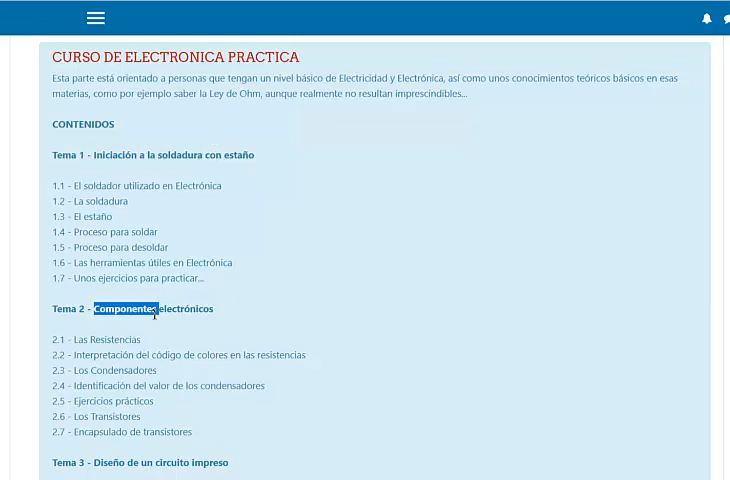 CURSO DE ELECTRONICA PRACTICA
Esta parte está orientado a personas que tengan un nivel básico de Electricidad y Electrónica, así como unos conocimientos teóricos básicos en esas
materias, como por ejemplo saber la Ley de Ohm, aunque realmente no resultan imprescindibles...
CONTENIDOS
Tema 1 - Iniciación a la soldadura con estaño
1.1 - El soldador utilizado en Electrónica
1.2 - La soldadura
1.3 - El estaño
1.4 - Proceso para soldar
1.5 - Proceso para desoldar
1.6 - Las herramientas útiles en Electrónica
1.7 - Unos ejercicios para practicar...
Tema 2 - Componentes electrónicos
2.1 - Las Resistencias
2.2 - Interpretación del código de colores en las resistencias
2.3 - Los Condensadores
2.4 - Identificación del valor de los condensadores
2.5 - Ejercicios prácticos
2.6 - Los Transistores
2.7 - Encapsulado de transistores
Tema 3 - Diseño de un circuito impreso